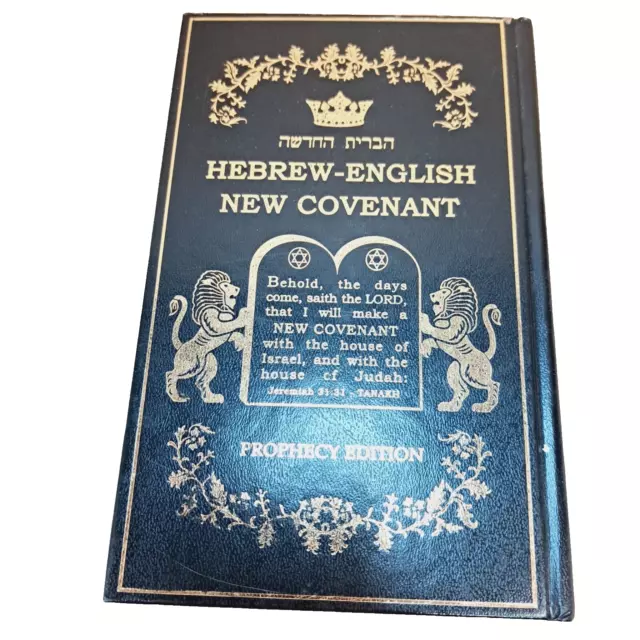 הברית החדשה
HEBREW-ENGLISH
NEW COVENANT
Behold, the days
come, saith the LORD,
that I will make a
NEW COVENANT
with the house of
Israel, and with the
house of Judah:
Jeremiah 31:31 - TANAKH
PROPHECY EDITION